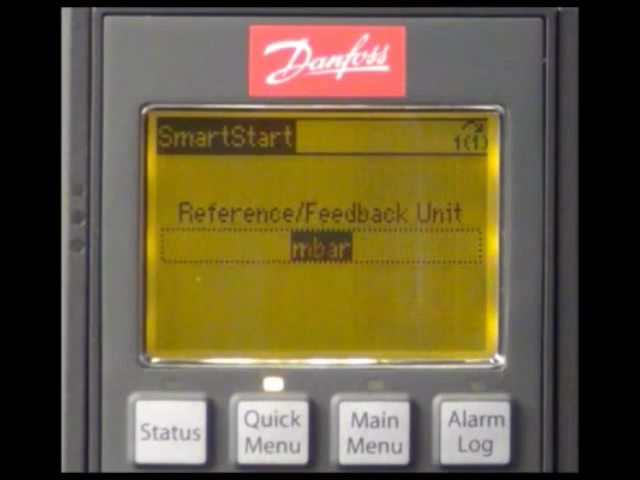 Danfoss
SmartStart 1(1)
Reference/Feedback Unit
mbar
Status
Quick Menu
Main Menu
Alarm Log